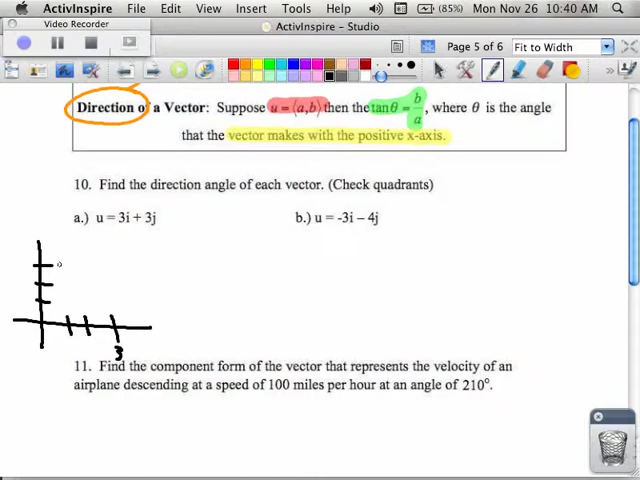 ActivInspire File Edit View Insert Tools Help (85%) Mon Nov 26 10:40 AM
Video Recorder
ActivInspire - Studio
Page 5 of 6 Fit to Width
Direction of a Vector: Suppose u = ⟨a,b⟩ then the tan θ = b/a, where θ is the angle
that the vector makes with the positive x-axis.
10. Find the direction angle of each vector. (Check quadrants)
a.) u = 3i + 3j b.) u = -3i – 4j
3
11. Find the component form of the vector that represents the velocity of an
airplane descending at a speed of 100 miles per hour at an angle of 210°.